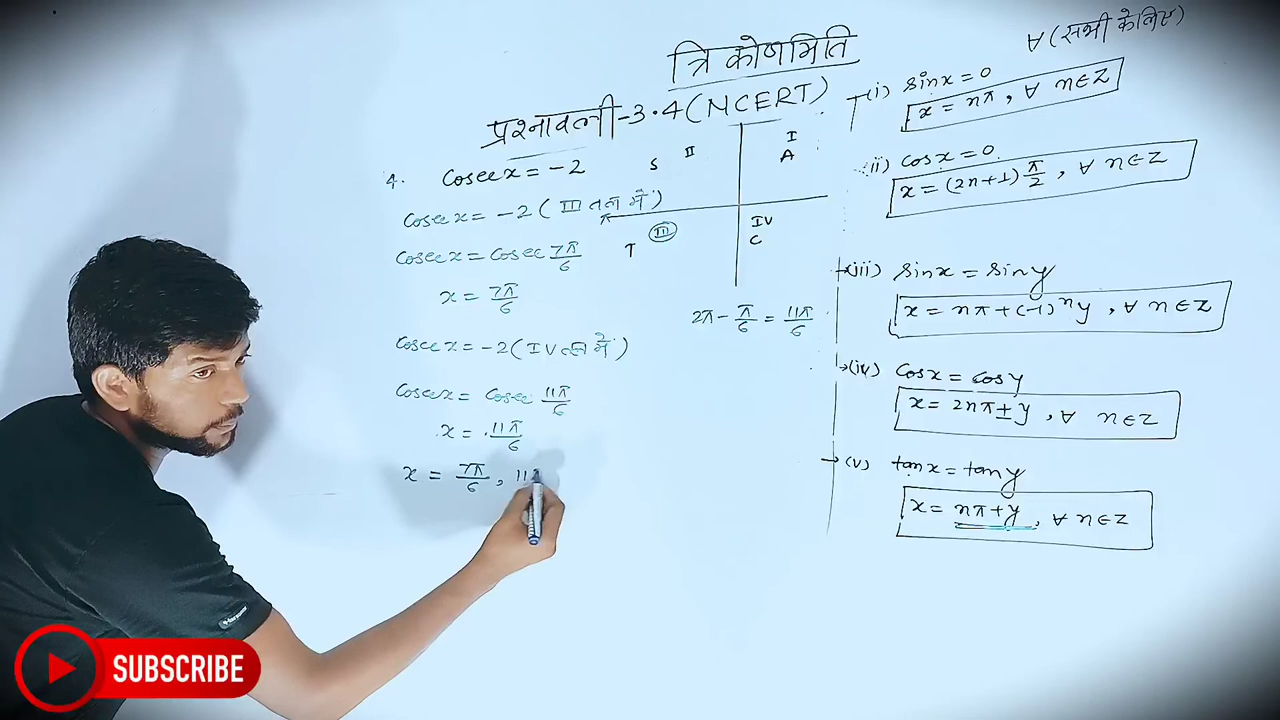 त्रिकोणमिति
∀ (सभी के लिए)
प्रश्नावली-3.4 (NCERT)
4. Cosec x = -2
Cosec x = -2 ( III तल में )
Cosec x = Cosec 7π/6
x = 7π/6
Cosec x = -2 ( IV तल में )
Cosec x = Cosec 11π/6
x = 11π/6
x = 7π/6 , 11
S II
I
A
T III
IV
C
2π - π/6 = 11π/6
(i) sin x = 0
x = nπ , ∀ n∈Z
(ii) Cos x = 0
x = (2n+1) π/2 , ∀ n∈Z
(iii) sin x = sin y
x = nπ + (-1)ⁿy , ∀ n∈Z
(iv) Cos x = cos y
x = 2nπ ± y , ∀ n∈Z
(v) tan x = tan y
x = nπ + y , ∀ n∈Z
SUBSCRIBE